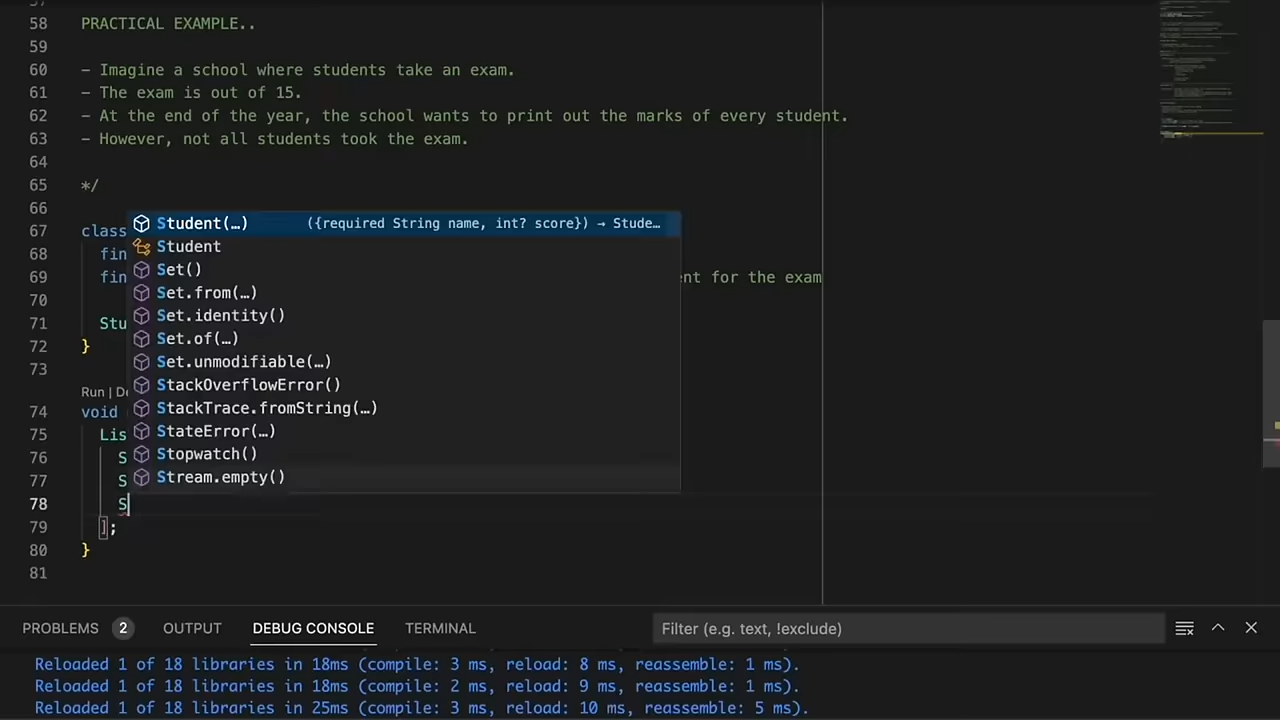 58 PRACTICAL EXAMPLE..
59
60 - Imagine a school where students take an exam.
61 - The exam is out of 15.
62 - At the end of the year, the school wants to print out the marks of every student.
63 - However, not all students took the exam.
64
65 */
66
67 class
68 fin
69 fin nt for the exam
70
71 Stu
72 }
73
Student(…) ({required String name, int? score}) → Stude…
Student
Set()
Set.from(…)
Set.identity()
Set.of(…)
Set.unmodifiable(…)
StackOverflowError()
StackTrace.fromString(…)
StateError(…)
Stopwatch()
Stream.empty()
Run | De
74 void
75 Lis
76 S
77 S
78 S
79 ];
80 }
81
PROBLEMS 2 OUTPUT DEBUG CONSOLE TERMINAL Filter (e.g. text, !exclude)
Reloaded 1 of 18 libraries in 18ms (compile: 3 ms, reload: 8 ms, reassemble: 1 ms).
Reloaded 1 of 18 libraries in 18ms (compile: 2 ms, reload: 9 ms, reassemble: 1 ms).
Reloaded 1 of 18 libraries in 25ms (compile: 3 ms, reload: 10 ms, reassemble: 5 ms).